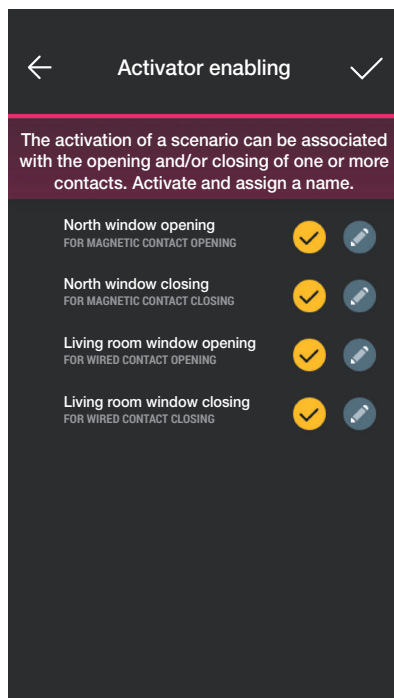 Activator enabling
The activation of a scenario can be associated
with the opening and/or closing of one or more
contacts. Activate and assign a name.
North window opening
FOR MAGNETIC CONTACT OPENING
North window closing
FOR MAGNETIC CONTACT CLOSING
Living room window opening
FOR WIRED CONTACT OPENING
Living room window closing
FOR WIRED CONTACT CLOSING